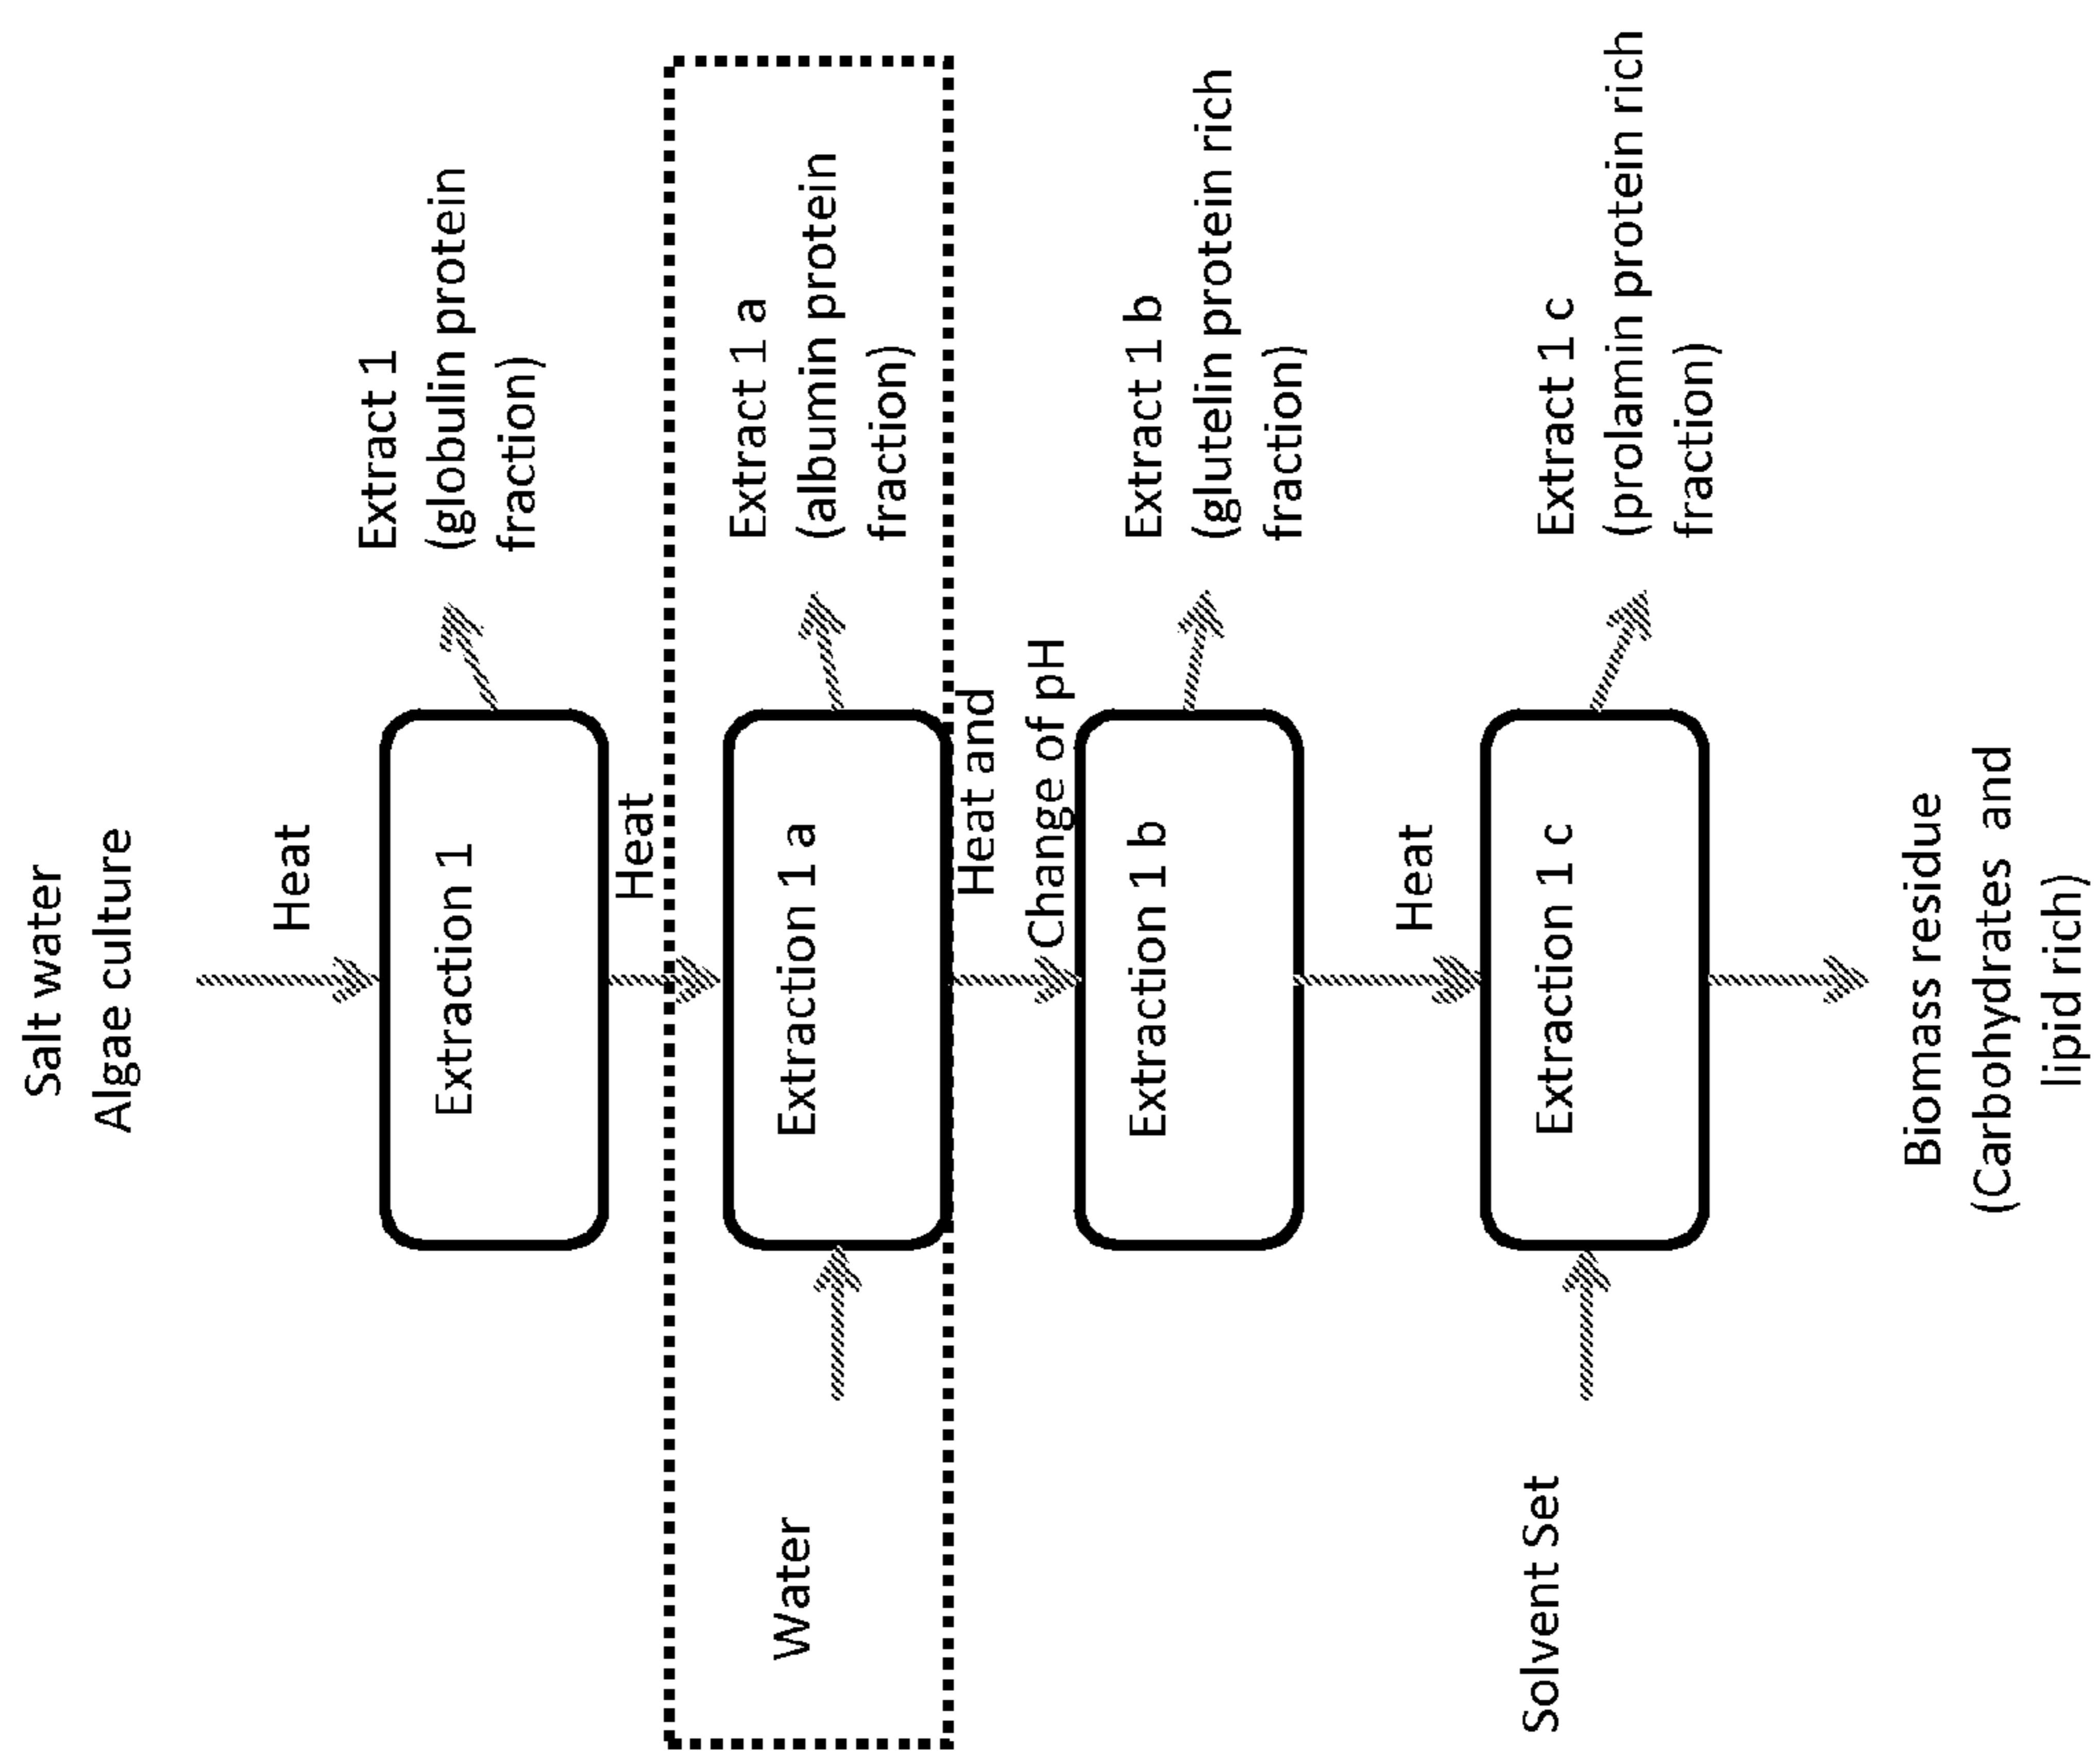 Salt water
Algae culture
Heat
Extraction 1
Extract 1
(globulin protein
fraction)
Heat
Water
Extraction 1 a
Extract 1 a
(albumin protein
fraction)
Heat and
Change of pH
Extraction 1 b
Extract 1 b
(glutelin protein rich
fraction)
Heat
Solvent Set
Extraction 1 c
Extract 1 c
(prolamin protein rich
fraction)
Biomass residue
(Carbohydrates and
lipid rich)